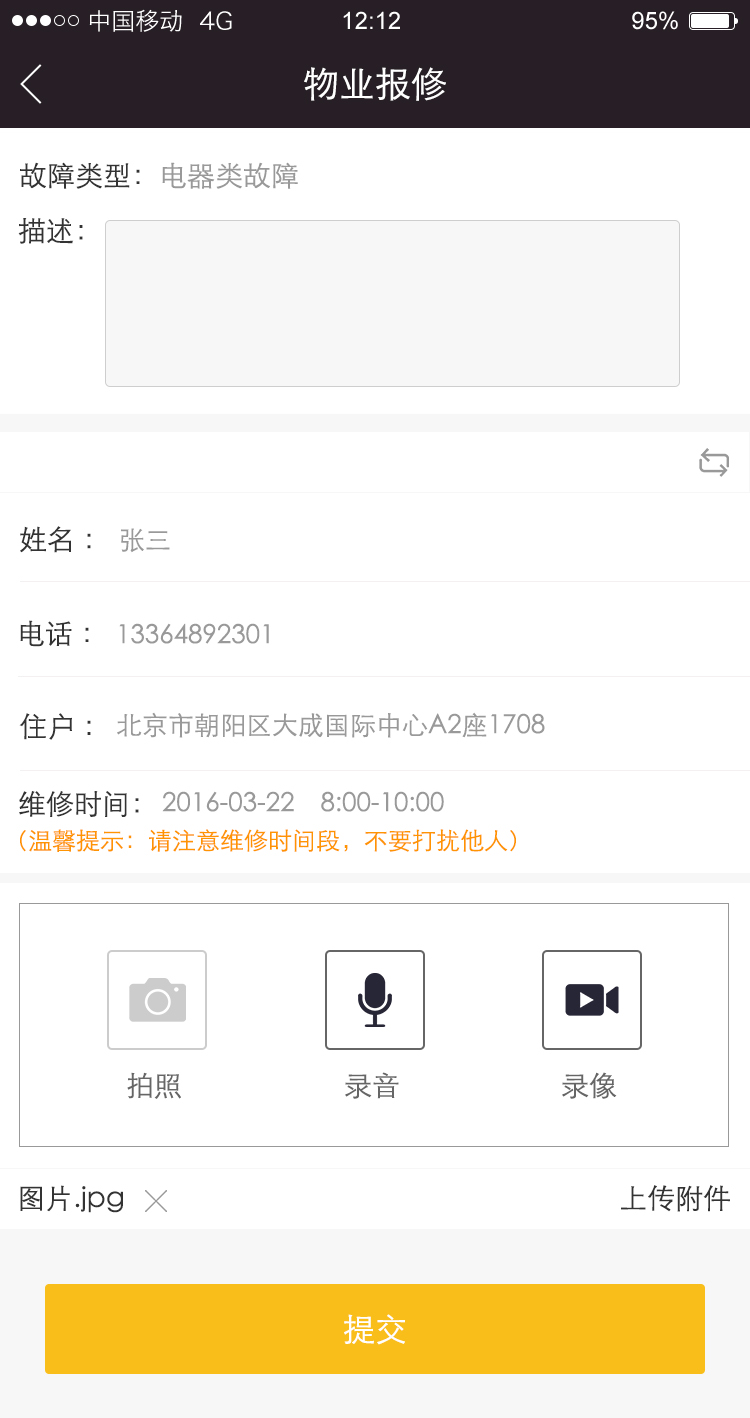 中国移动 4G 12:12 95%
物业报修
故障类型：电器类故障
描述：
姓名： 张三
电话： 13364892301
住户： 北京市朝阳区大成国际中心A2座1708
维修时间： 2016-03-22 8:00-10:00
（温馨提示：请注意维修时间段，不要打扰他人）
拍照 录音 录像
图片.jpg 上传附件
提交